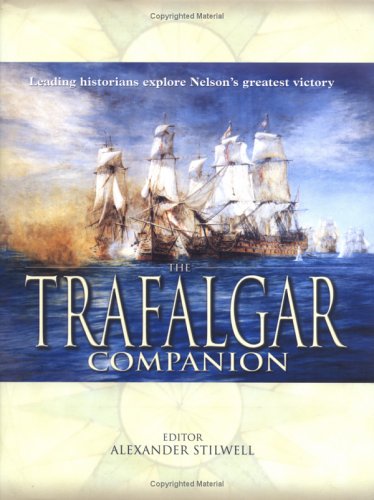 Copyrighted Material
Leading historians explore Nelson's greatest victory
THE
TRAFALGAR
COMPANION
EDITOR
ALEXANDER STILWELL
Copyrighted Material